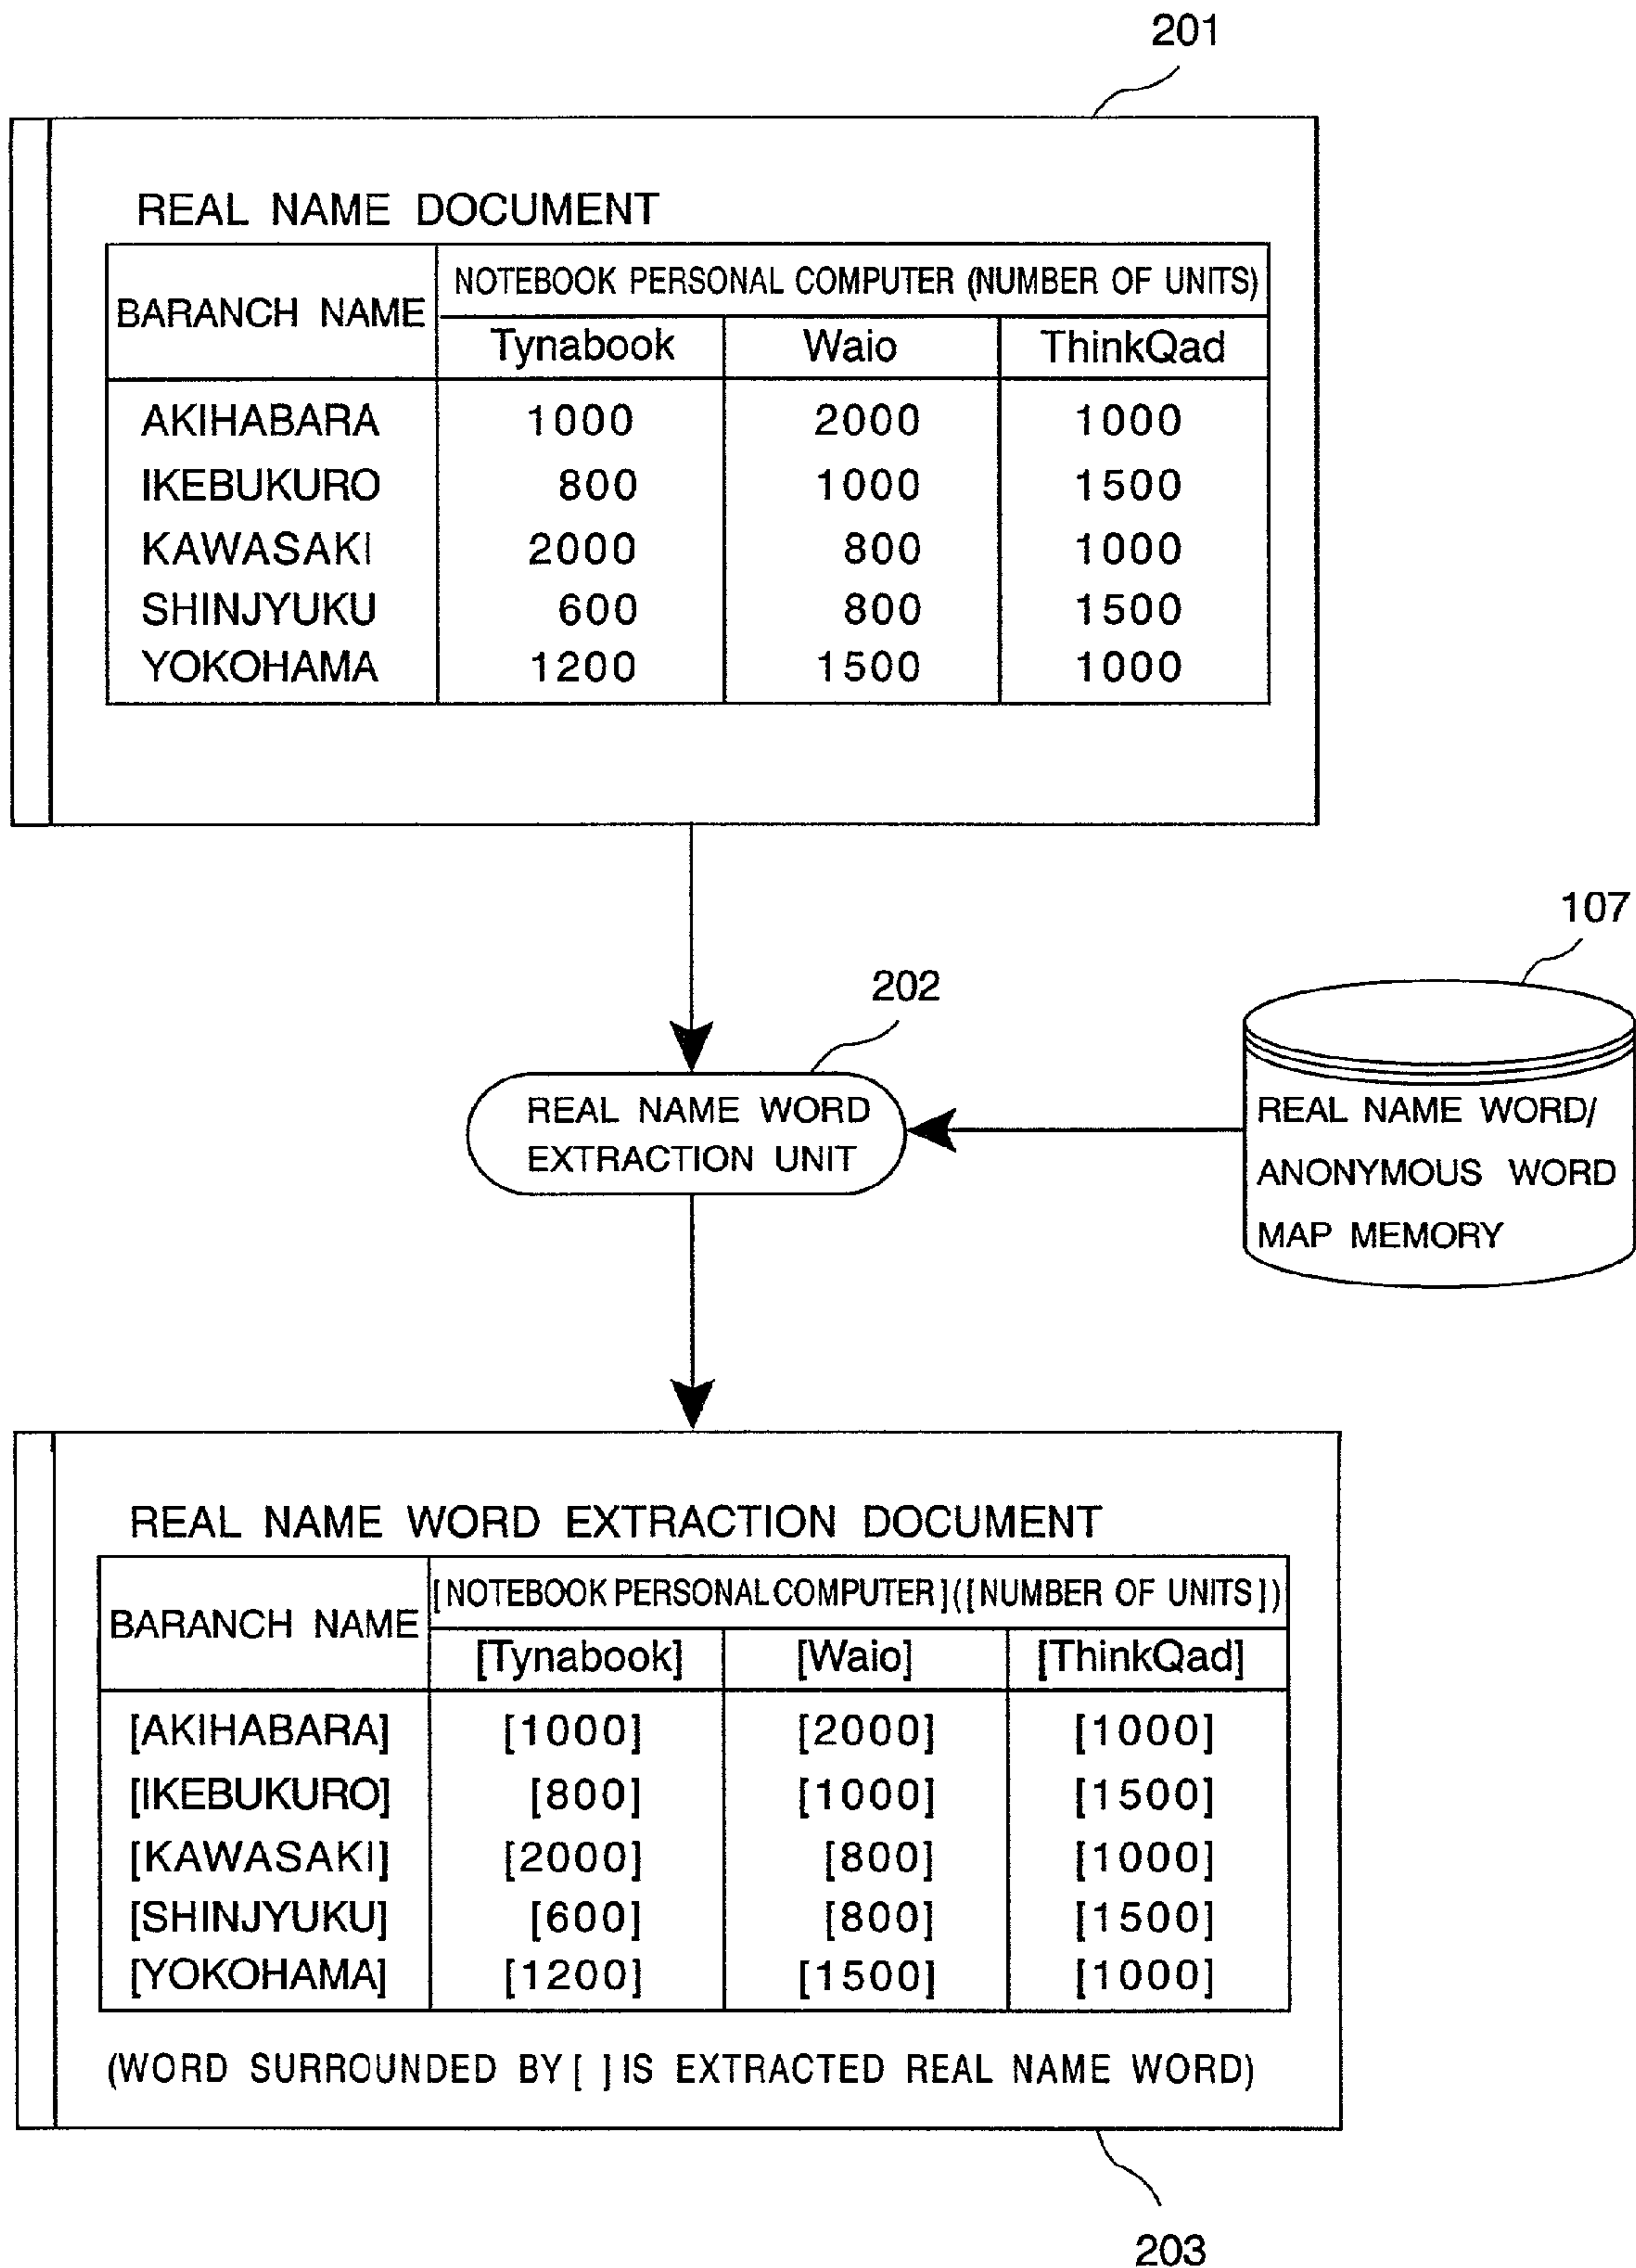 201
REAL NAME DOCUMENT
BARANCH NAME
NOTEBOOK PERSONAL COMPUTER (NUMBER OF UNITS)
Tynabook Waio ThinkQad
AKIHABARA 1000 2000 1000
IKEBUKURO 800 1000 1500
KAWASAKI 2000 800 1000
SHINJYUKU 600 800 1500
YOKOHAMA 1200 1500 1000
107
202
REAL NAME WORD
EXTRACTION UNIT
REAL NAME WORD/
ANONYMOUS WORD
MAP MEMORY
REAL NAME WORD EXTRACTION DOCUMENT
BARANCH NAME
[NOTEBOOK PERSONAL COMPUTER]([NUMBER OF UNITS])
[Tynabook] [Waio] [ThinkQad]
[AKIHABARA] [1000] [2000] [1000]
[IKEBUKURO] [800] [1000] [1500]
[KAWASAKI] [2000] [800] [1000]
[SHINJYUKU] [600] [800] [1500]
[YOKOHAMA] [1200] [1500] [1000]
(WORD SURROUNDED BY [ ] IS EXTRACTED REAL NAME WORD)
203